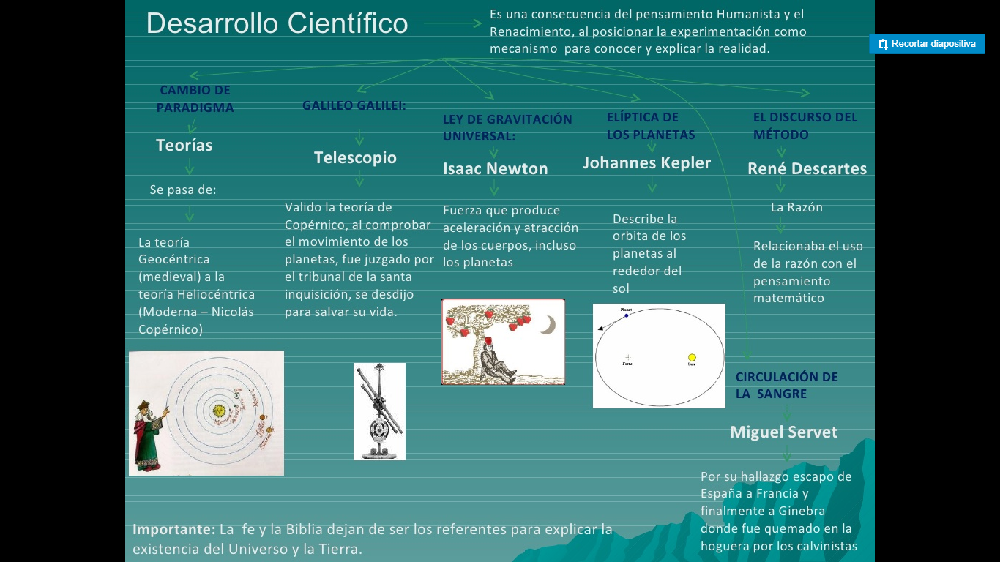 Desarrollo Científico
Es una consecuencia del pensamiento Humanista y el
Renacimiento, al posicionar la experimentación como
mecanismo para conocer y explicar la realidad.
Recortar diapositiva
CAMBIO DE
PARADIGMA
Teorías
Se pasa de:
La teoría
Geocéntrica
(medieval) a la
teoría Heliocéntrica
(Moderna – Nicolás
Copérnico)
GALILEO GALILEI:
Telescopio
Valido la teoría de
Copérnico, al comprobar
el movimiento de los
planetas, fue juzgado por
el tribunal de la santa
inquisición, se desdijo
para salvar su vida.
LEY DE GRAVITACIÓN
UNIVERSAL:
Isaac Newton
Fuerza que produce
aceleración y atracción
de los cuerpos, incluso
los planetas
ELÍPTICA DE
LOS PLANETAS
Johannes Kepler
Describe la
orbita de los
planetas al
rededor del
sol
Planet
Focus
Sun
EL DISCURSO DEL
MÉTODO
René Descartes
La Razón
Relacionaba el uso
de la razón con el
pensamiento
matemático
CIRCULACIÓN DE
LA SANGRE
Miguel Servet
Por su hallazgo escapo de
España a Francia y
finalmente a Ginebra
donde fue quemado en la
hoguera por los calvinistas
Importante: La fe y la Biblia dejan de ser los referentes para explicar la
existencia del Universo y la Tierra.